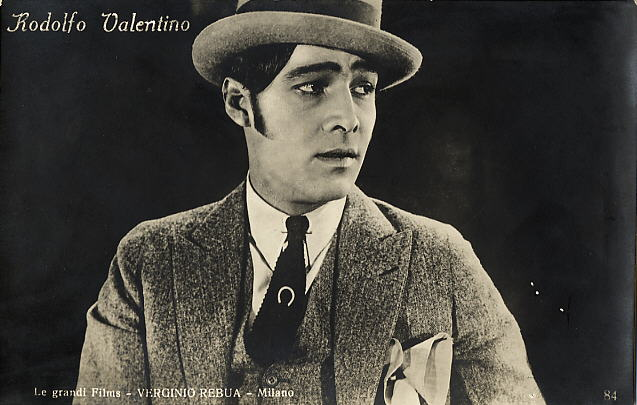 Rodolfo Valentino
Le grandi Films - VERGINIO REBUA - Milano
84